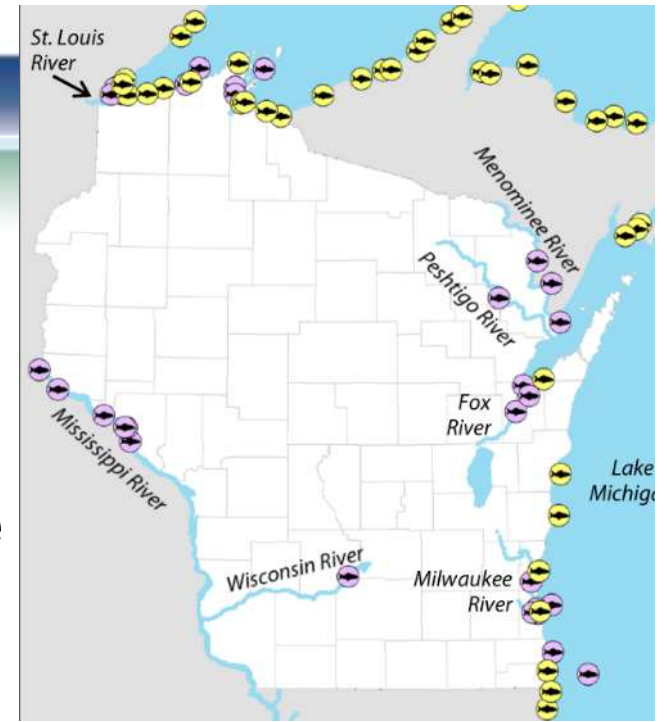 St. Louis
River
Menominee River
Peshtigo River
Fox
River
Mississippi River
Lake
Michiga
e
Wisconsin River
Milwaukee
River